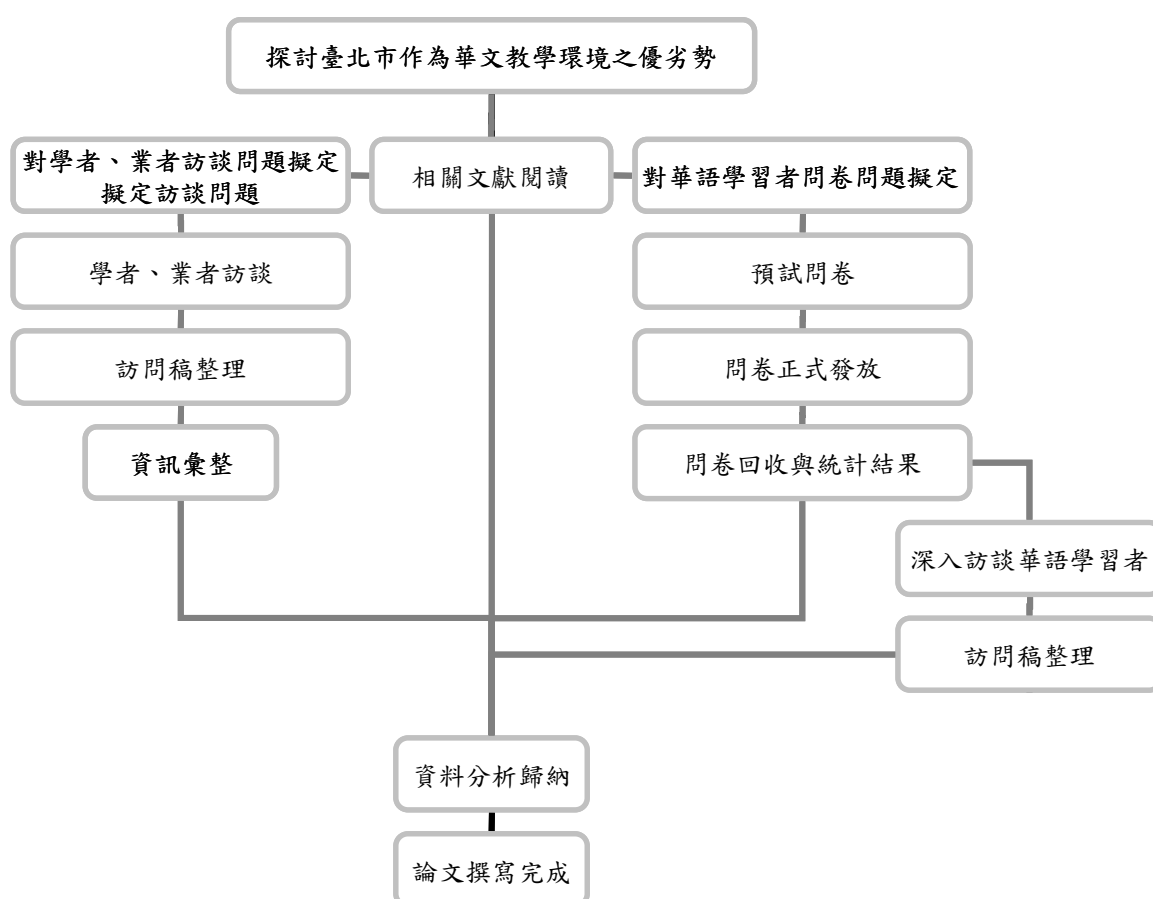 探討臺北市作為華文教學環境之優劣勢
對學者、業者訪談問題擬定
擬定訪談問題
相關文獻閱讀
對華語學習者問卷問題擬定
學者、業者訪談
預試問卷
訪問稿整理
問卷正式發放
資訊彙整
問卷回收與統計結果
深入訪談華語學習者
訪問稿整理
資料分析歸納
論文撰寫完成